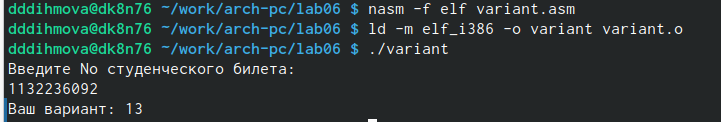 dddihmova@dk8n76 ~/work/arch-pc/lab06 $ nasm -f elf variant.asm
dddihmova@dk8n76 ~/work/arch-pc/lab06 $ ld -m elf_i386 -o variant variant.o
dddihmova@dk8n76 ~/work/arch-pc/lab06 $ ./variant
Введите No студенческого билета:
1132236092
Ваш вариант: 13